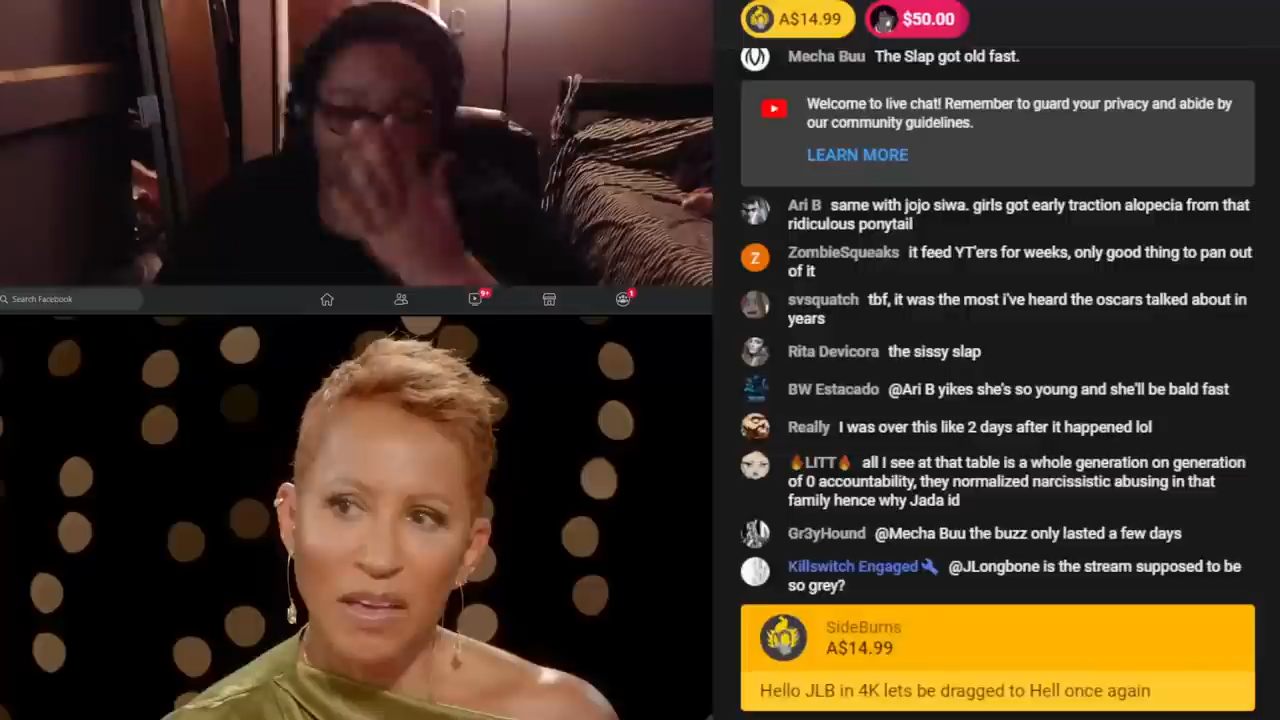 A$14.99
$50.00
Mecha Buu The Slap got old fast.
Welcome to live chat! Remember to guard your privacy and abide by
our community guidelines.
LEARN MORE
Ari B same with jojo siwa. girls got early traction alopecia from that
ridiculous ponytail
Z
ZombieSqueaks it feed YT'ers for weeks, only good thing to pan out
of it
svsquatch tbf, it was the most i've heard the oscars talked about in
years
Rita Devicora the sissy slap
BW Estacado @Ari B yikes she's so young and she'll be bald fast
Really I was over this like 2 days after it happened lol
🔥LITT🔥 all I see at that table is a whole generation on generation
of 0 accountability, they normalized narcissistic abusing in that
family hence why Jada id
Gr3yHound @Mecha Buu the buzz only lasted a few days
Killswitch Engaged @JLongbone is the stream supposed to be
so grey?
SideBurns
A$14.99
Hello JLB in 4K lets be dragged to Hell once again
Search Facebook
9+
1